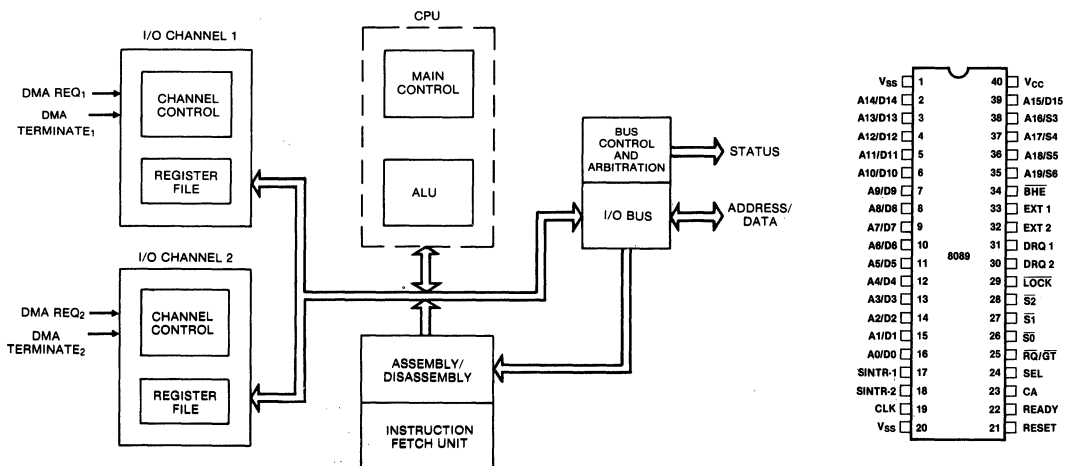 I/O CHANNEL 1
DMA REQ₁
DMA
TERMINATE₁
CHANNEL
CONTROL
REGISTER
FILE
I/O CHANNEL 2
DMA REQ₂
DMA
TERMINATE₂
CHANNEL
CONTROL
REGISTER
FILE
CPU
MAIN
CONTROL
ALU
ASSEMBLY/
DISASSEMBLY
INSTRUCTION
FETCH UNIT
BUS
CONTROL
AND
ARBITRATION
I/O BUS
STATUS
ADDRESS/
DATA
VSS 1 40 VCC
A14/D14 2 39 A15/D15
A13/D13 3 38 A16/S3
A12/D12 4 37 A17/S4
A11/D11 5 36 A18/S5
A10/D10 6 35 A19/S6
A9/D9 7 34 B̅H̅E̅
A8/D8 8 33 EXT 1
A7/D7 9 32 EXT 2
A6/D6 10 31 DRQ 1
8089
A5/D5 11 30 DRQ 2
A4/D4 12 29 L̅O̅C̅K̅
A3/D3 13 28 S̅2̅
A2/D2 14 27 S̅1̅
A1/D1 15 26 S̅0̅
A0/D0 16 25 R̅Q̅/G̅T̅
SINTR-1 17 24 SEL
SINTR-2 18 23 CA
CLK 19 22 READY
VSS 20 21 RESET